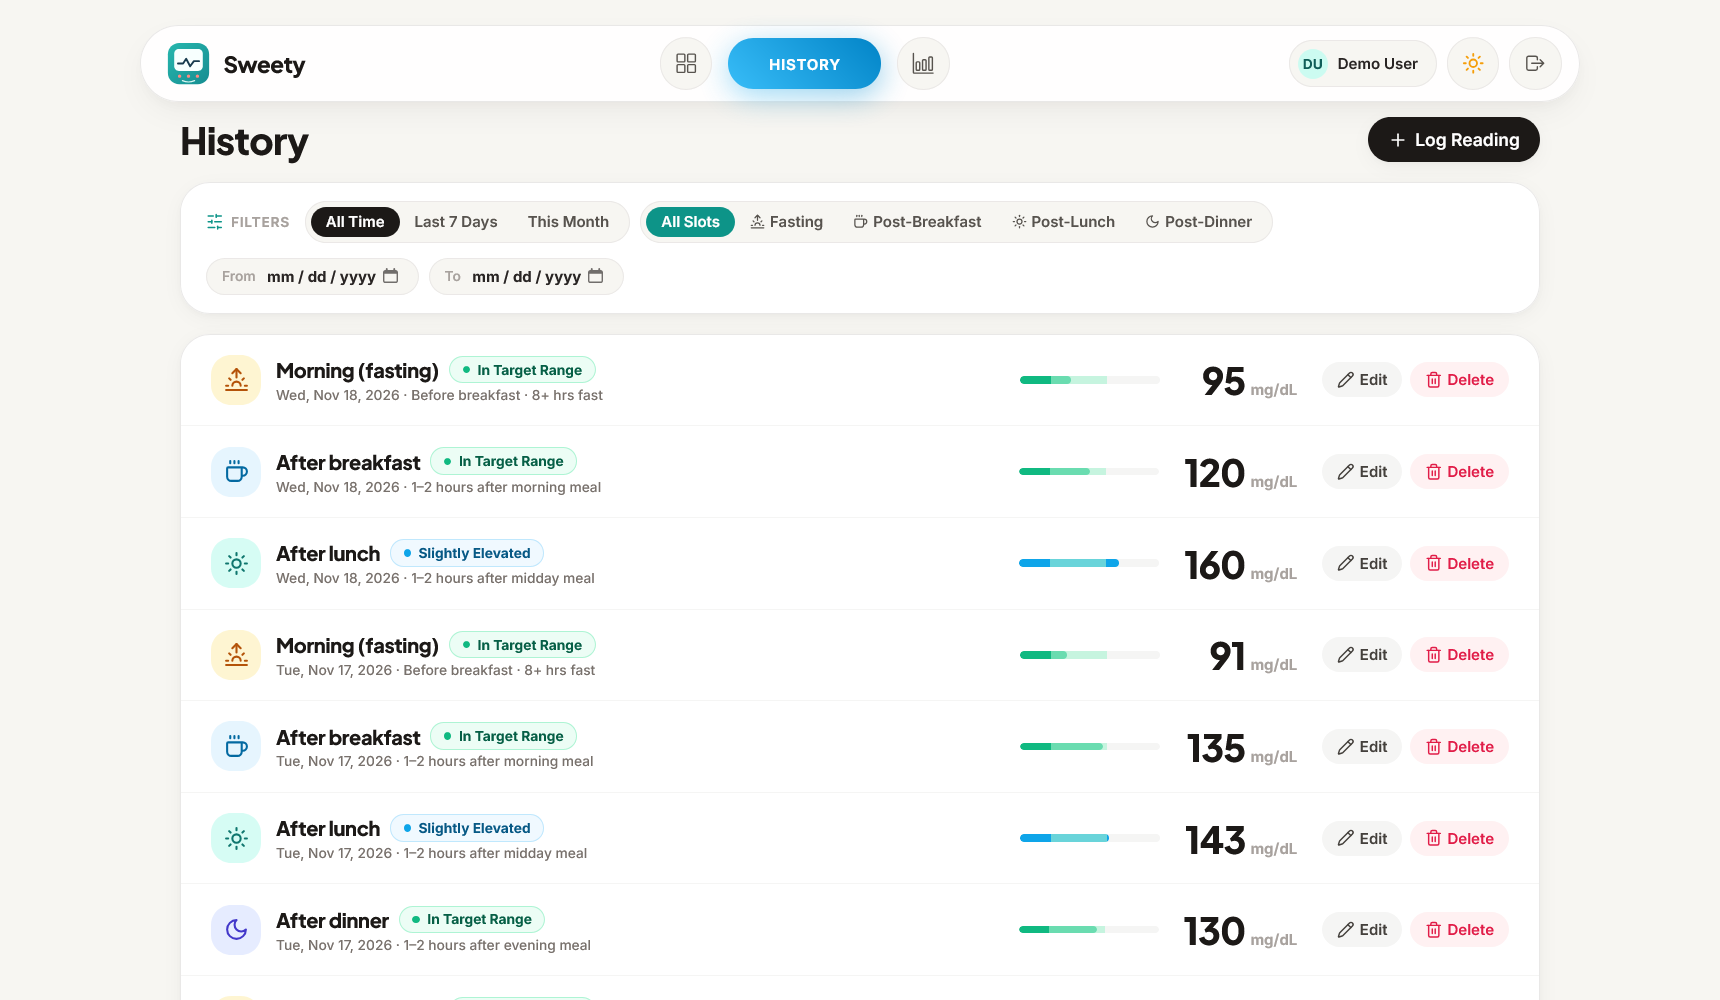 Sweety
HISTORY
DU Demo User
History
+ Log Reading
FILTERS All Time Last 7 Days This Month All Slots Fasting Post-Breakfast Post-Lunch Post-Dinner
From mm / dd / yyyy To mm / dd / yyyy
Morning (fasting) In Target Range
Wed, Nov 18, 2026 · Before breakfast · 8+ hrs fast
95 mg/dL Edit Delete
After breakfast In Target Range
Wed, Nov 18, 2026 · 1–2 hours after morning meal
120 mg/dL Edit Delete
After lunch Slightly Elevated
Wed, Nov 18, 2026 · 1–2 hours after midday meal
160 mg/dL Edit Delete
Morning (fasting) In Target Range
Tue, Nov 17, 2026 · Before breakfast · 8+ hrs fast
91 mg/dL Edit Delete
After breakfast In Target Range
Tue, Nov 17, 2026 · 1–2 hours after morning meal
135 mg/dL Edit Delete
After lunch Slightly Elevated
Tue, Nov 17, 2026 · 1–2 hours after midday meal
143 mg/dL Edit Delete
After dinner In Target Range
Tue, Nov 17, 2026 · 1–2 hours after evening meal
130 mg/dL Edit Delete